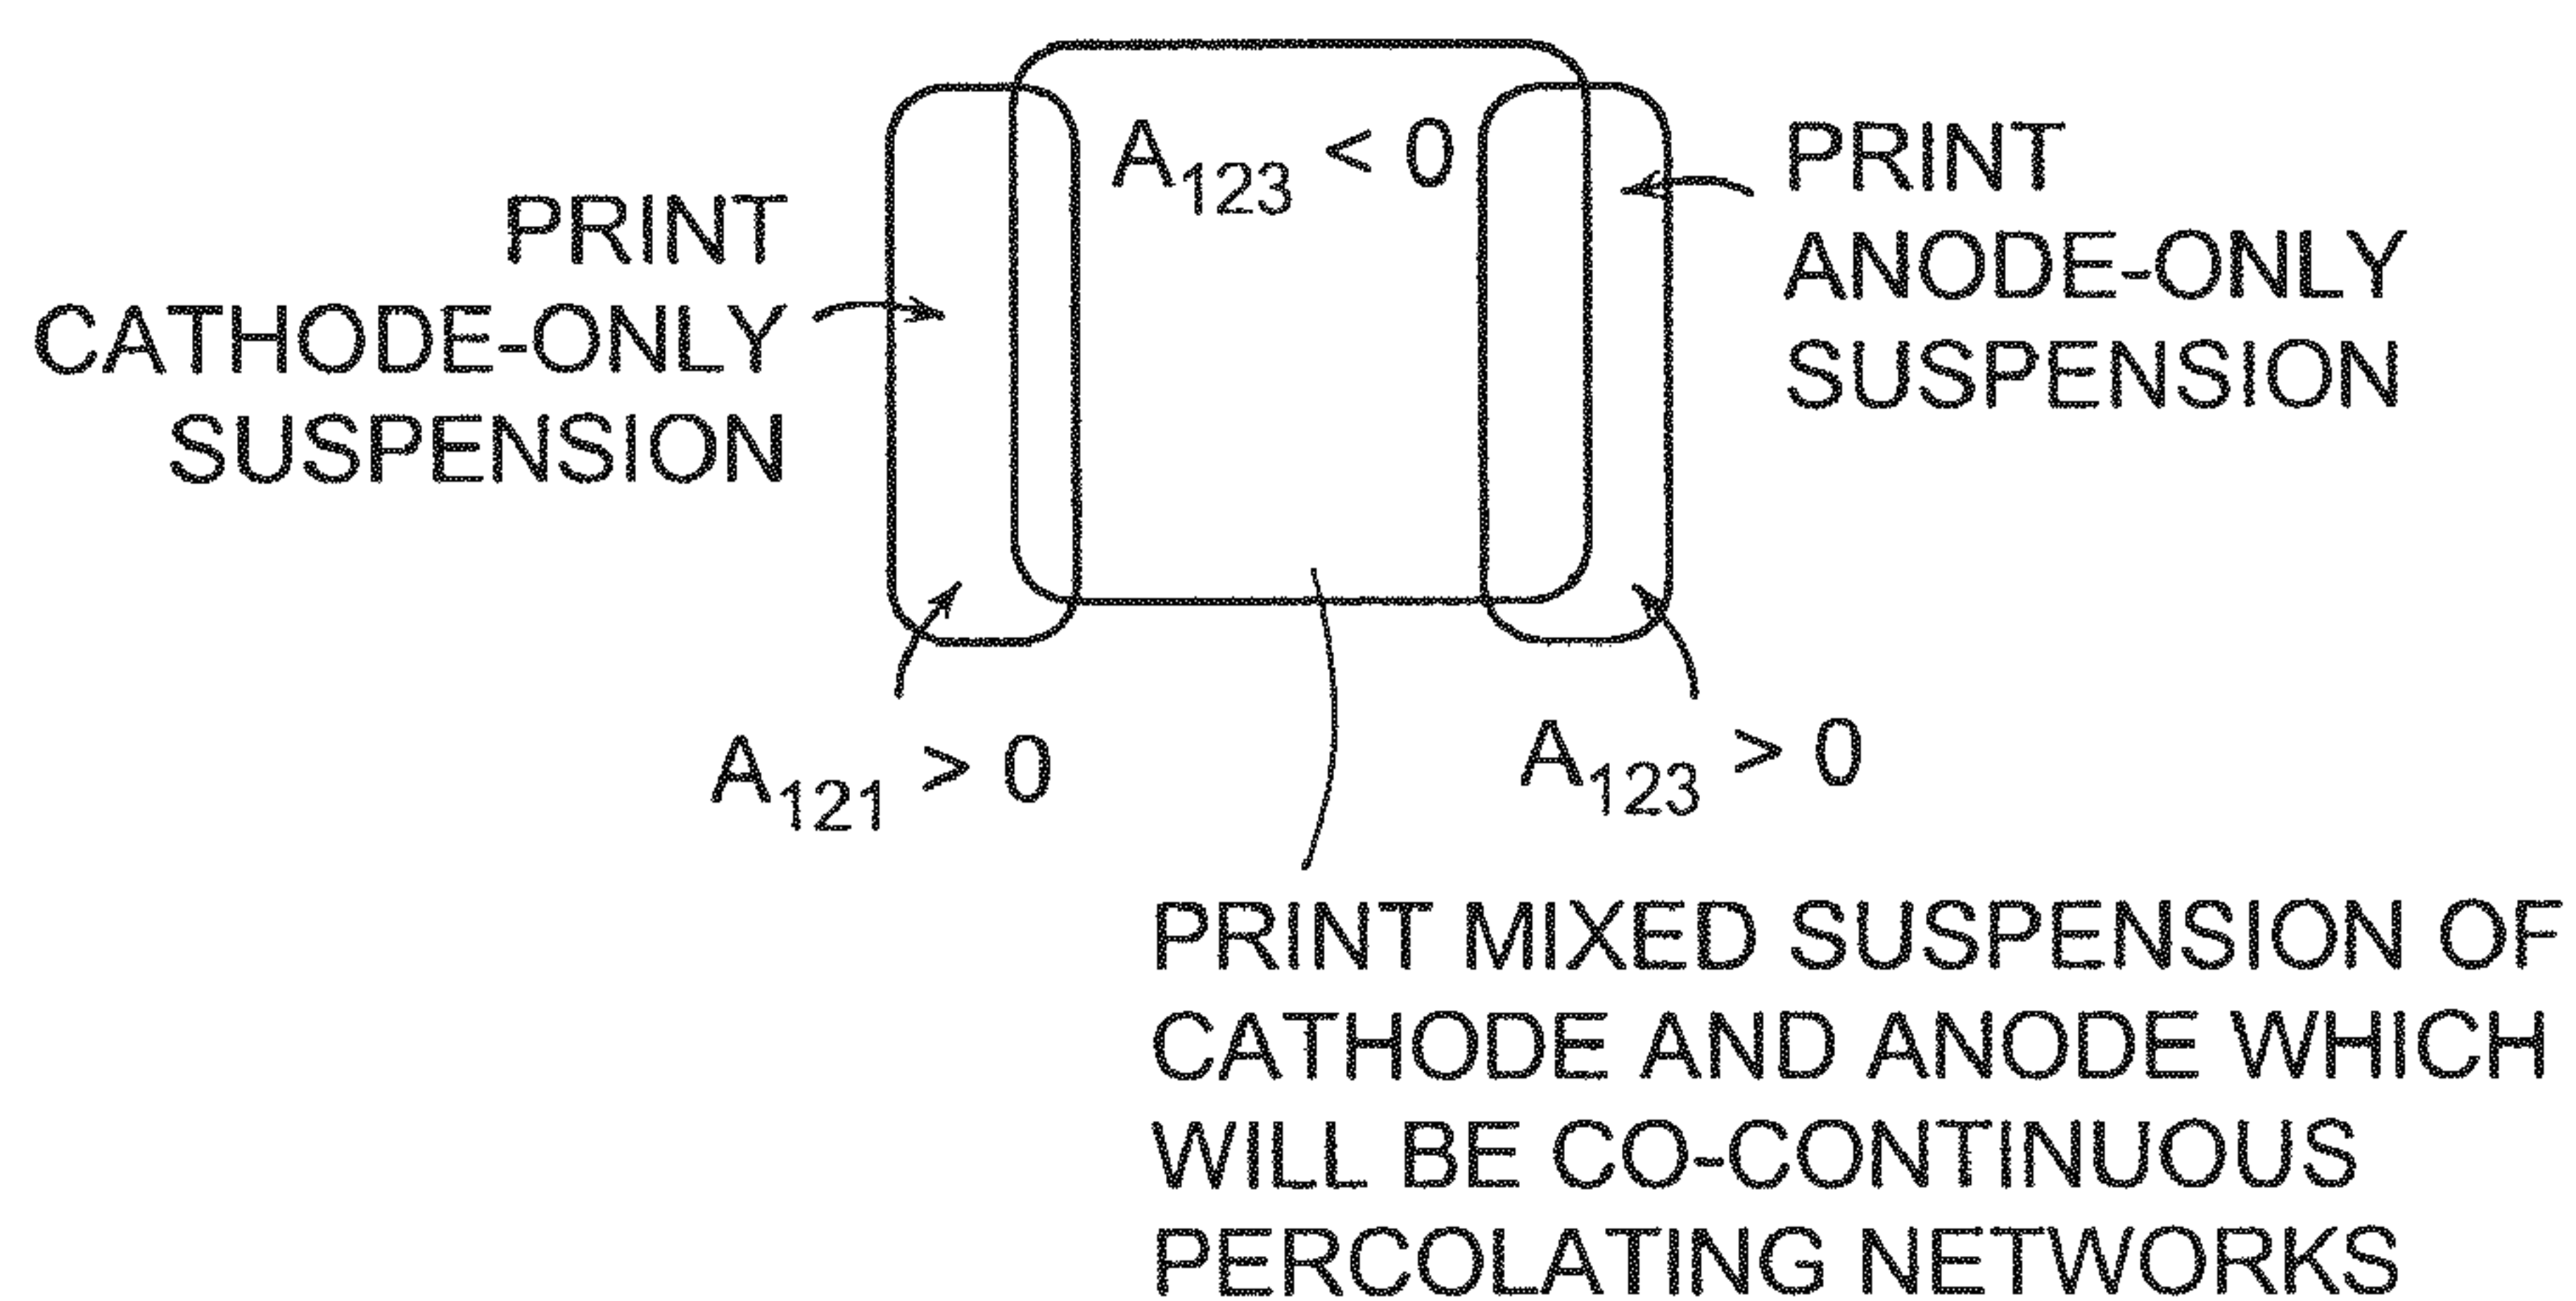 PRINT
CATHODE-ONLY
SUSPENSION
A₁₂₃ < 0
PRINT
ANODE-ONLY
SUSPENSION
A₁₂₁ > 0
A₁₂₃ > 0
PRINT MIXED SUSPENSION OF
CATHODE AND ANODE WHICH
WILL BE CO-CONTINUOUS
PERCOLATING NETWORKS